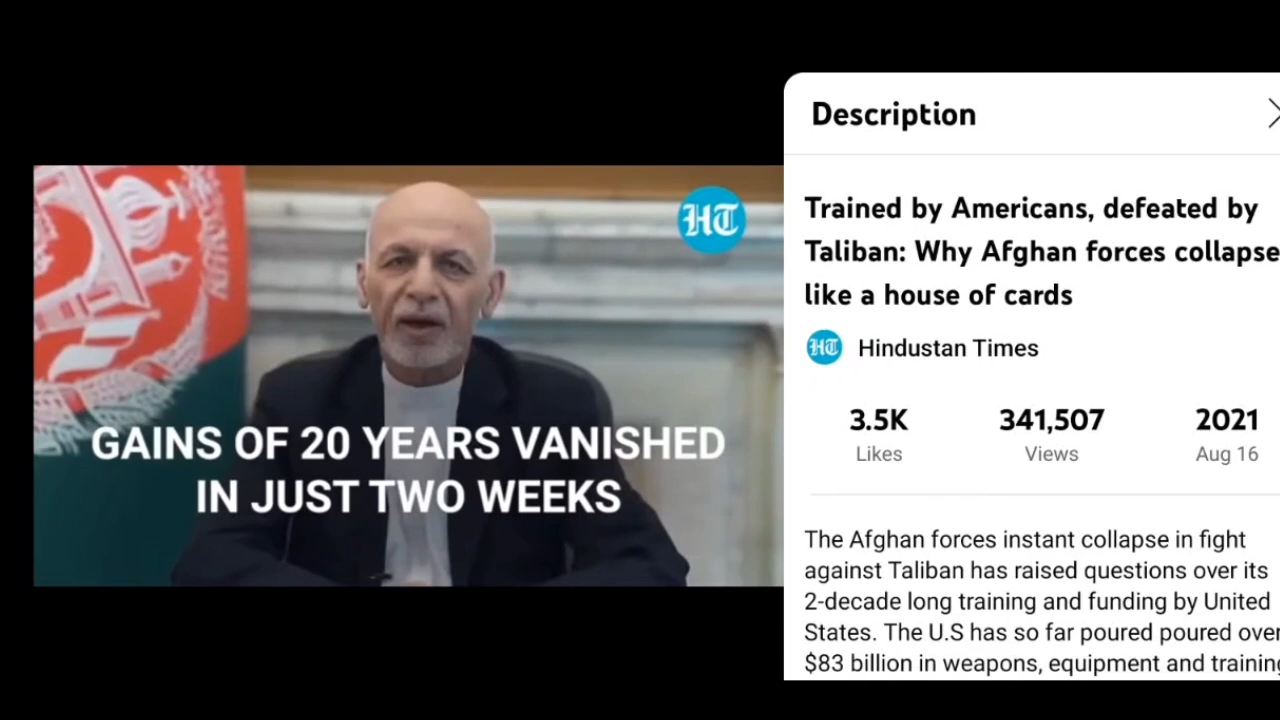 HT
GAINS OF 20 YEARS VANISHED
IN JUST TWO WEEKS
Description
Trained by Americans, defeated by
Taliban: Why Afghan forces collapse
like a house of cards
HT Hindustan Times
3.5K 341,507 2021
Likes Views Aug 16
The Afghan forces instant collapse in fight
against Taliban has raised questions over its
2-decade long training and funding by United
States. The U.S has so far poured poured over
$83 billion in weapons, equipment and training